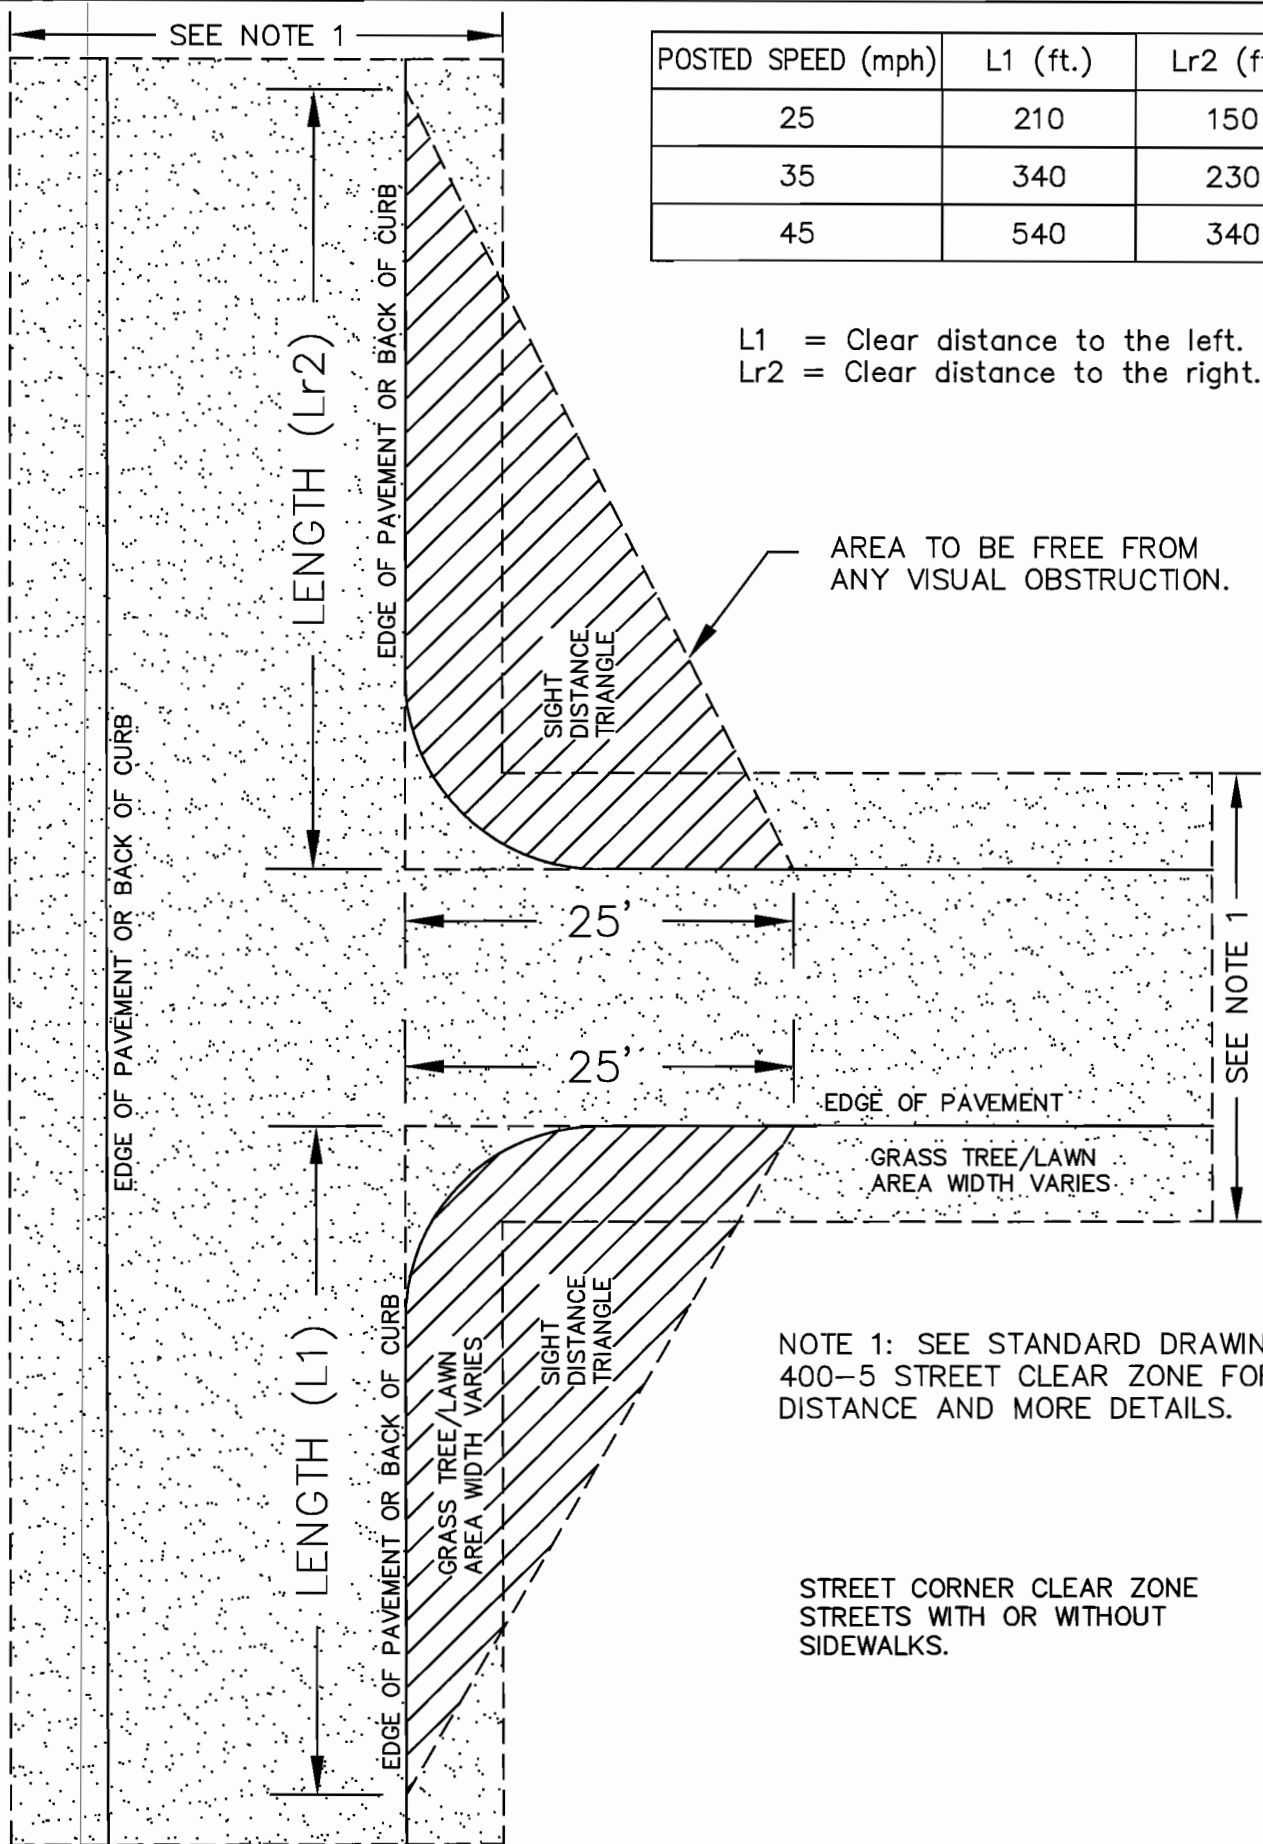 SEE NOTE 1
POSTED SPEED (mph) L1 (ft.) Lr2
25 210 150
35 340 230
45 540 340
L1 = Clear distance to the left.
Lr2 = Clear distance to the right.
LENGTH (Lr2)
EDGE OF PAVEMENT OR BACK OF CURB
AREA TO BE FREE FROM
ANY VISUAL OBSTRUCTION.
SIGHT
DISTANCE
TRIANGLE
EDGE OF PAVEMENT OR BACK OF CURB
25'
25'
SEE NOTE 1
EDGE OF PAVEMENT
GRASS TREE/LAWN
AREA WIDTH VARIES
LENGTH (L1)
EDGE OF PAVEMENT OR BACK OF CURB
GRASS TREE/LAWN
AREA WIDTH VARIES
SIGHT
DISTANCE
TRIANGLE
NOTE 1: SEE STANDARD DRAWIN
400-5 STREET CLEAR ZONE FOR
DISTANCE AND MORE DETAILS.
STREET CORNER CLEAR ZONE
STREETS WITH OR WITHOUT
SIDEWALKS.